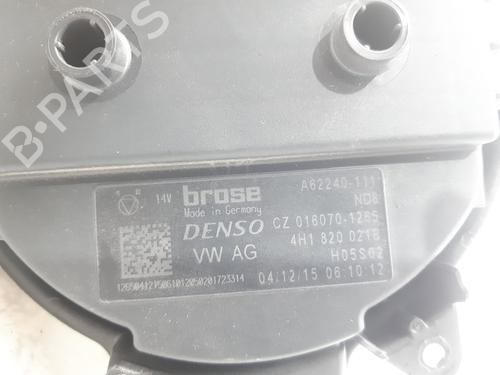 B-PARTS
14V
brose
A62240-111
Made in Germany
ND8
DENSO
CZ 016070-1265
VW AG
4H1 820 021B
H05S02
04.12/15 06:10 12